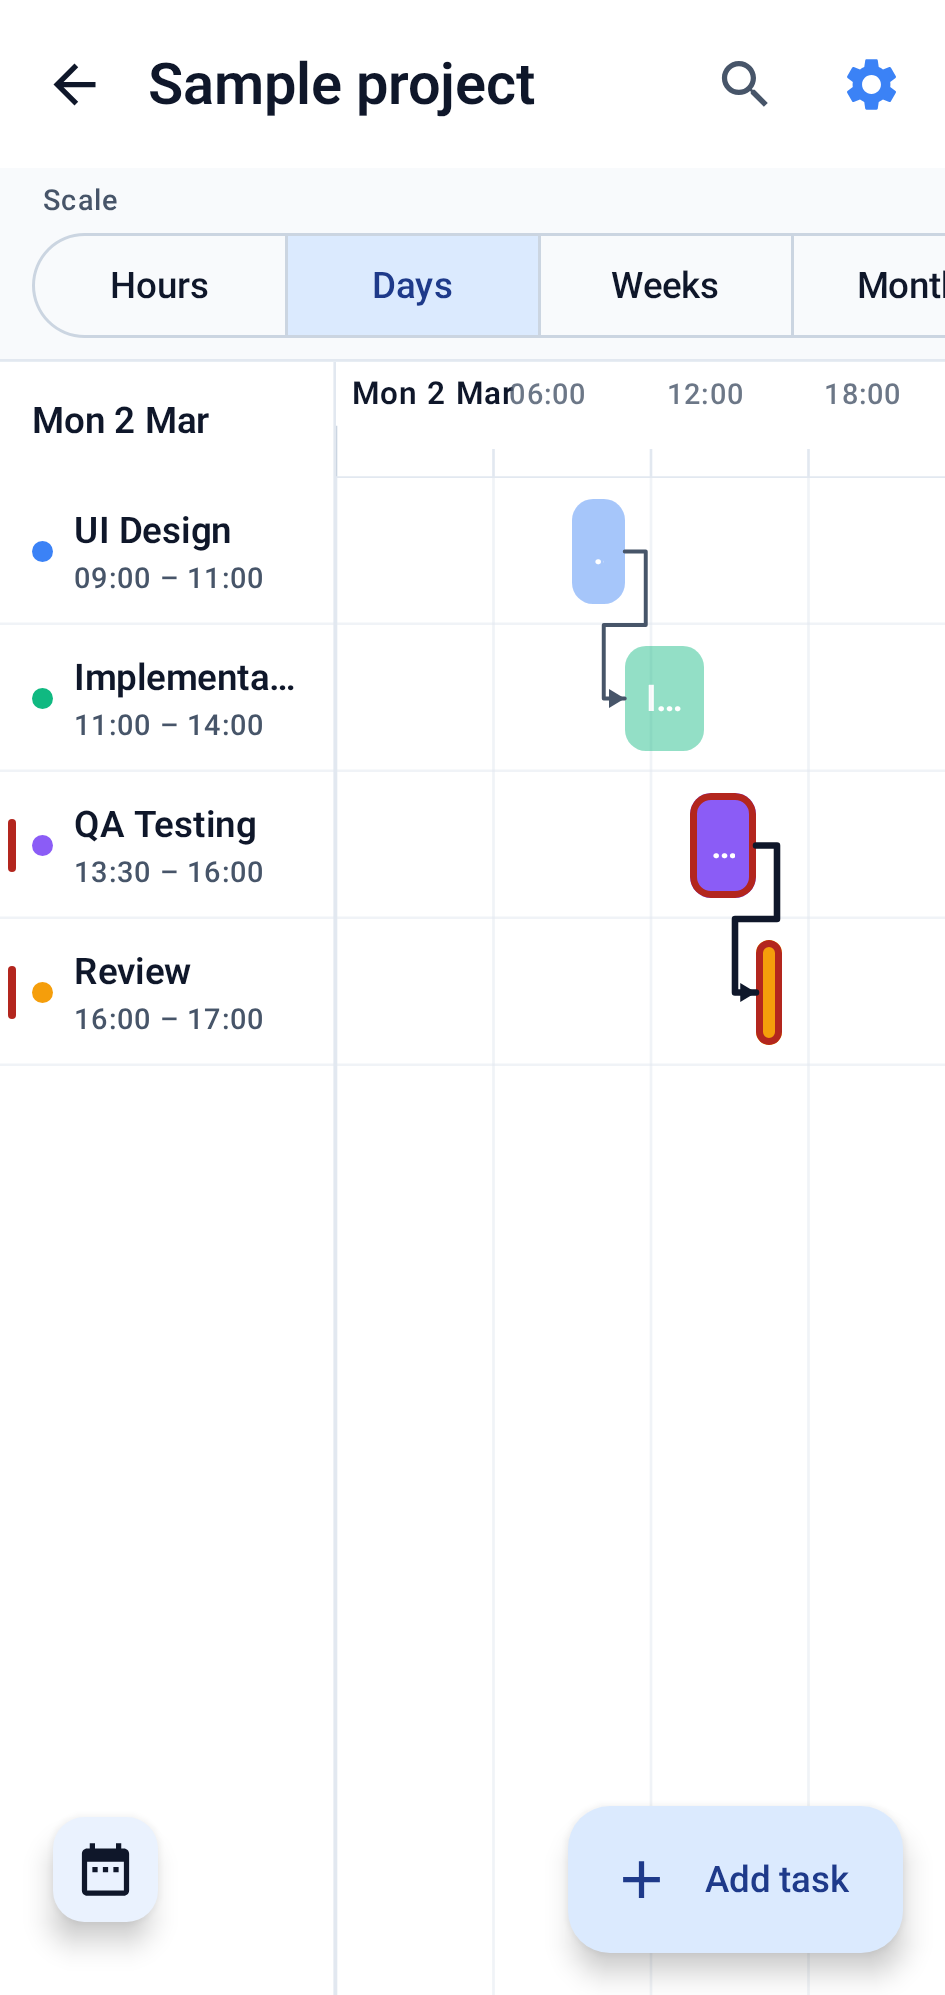 Sample project
Scale
Hours Days Weeks Month
Mon 2 Mar
Mon 2 Mar 06:00 12:00 18:00
UI Design
09:00 – 11:00
.
Implementa...
11:00 – 14:00
I...
QA Testing
13:30 – 16:00
...
Review
16:00 – 17:00
Add task